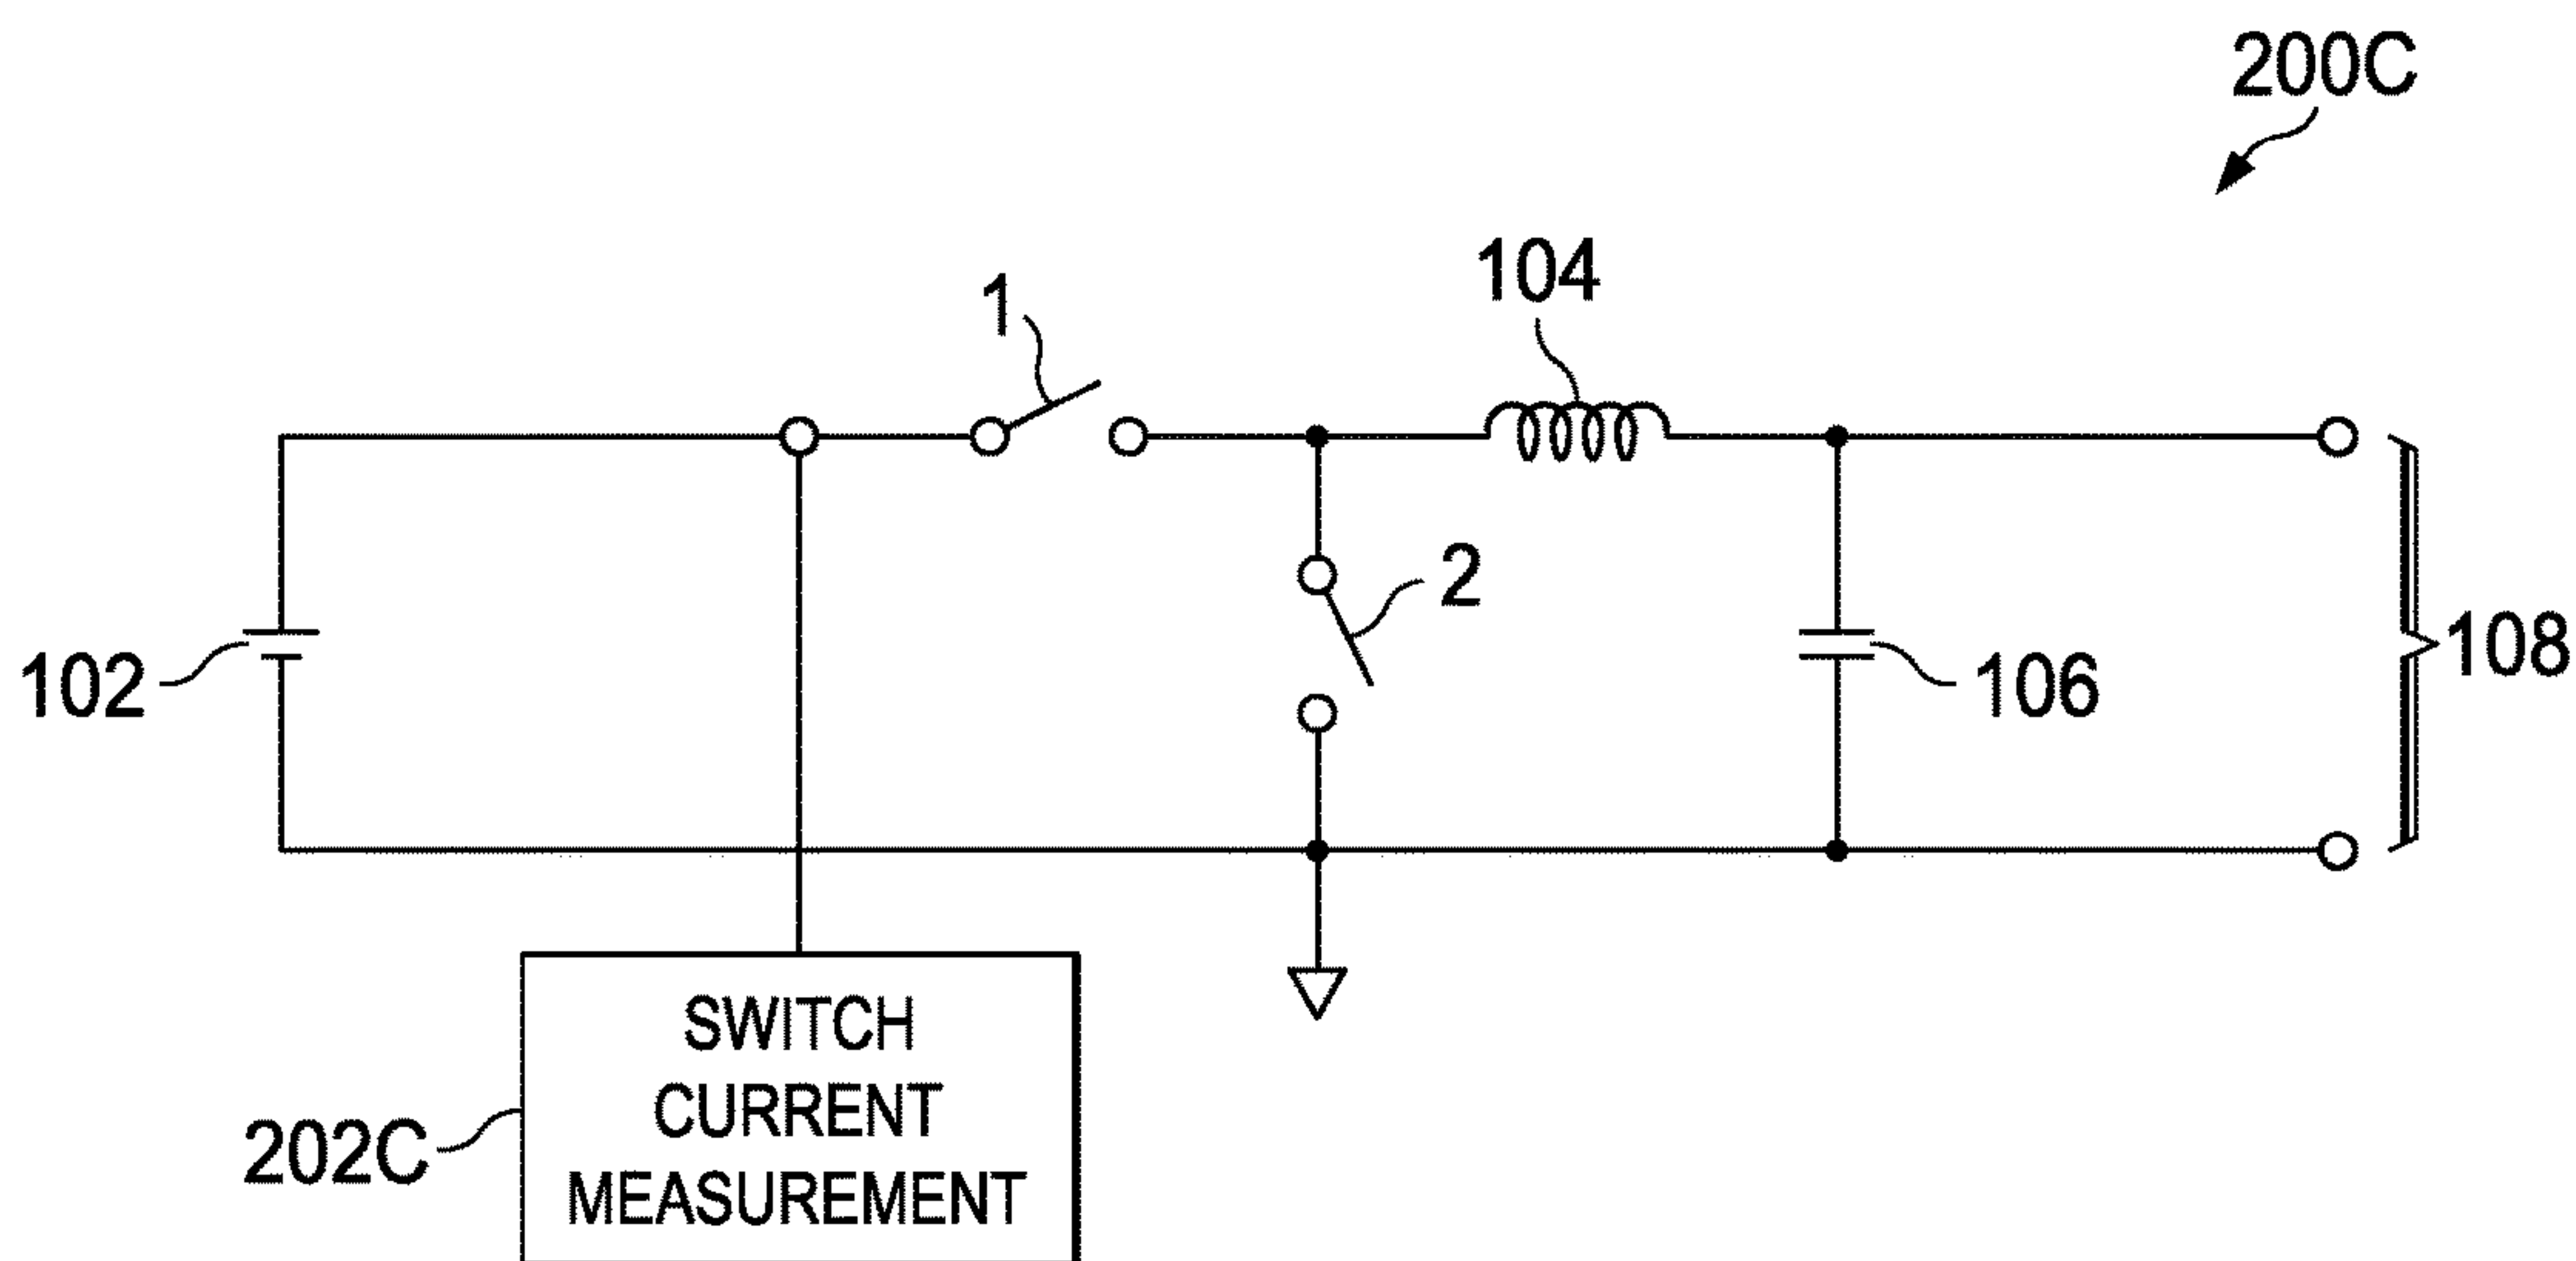 200C
104
1
2
102
106
108
SWITCH
CURRENT
MEASUREMENT
202C